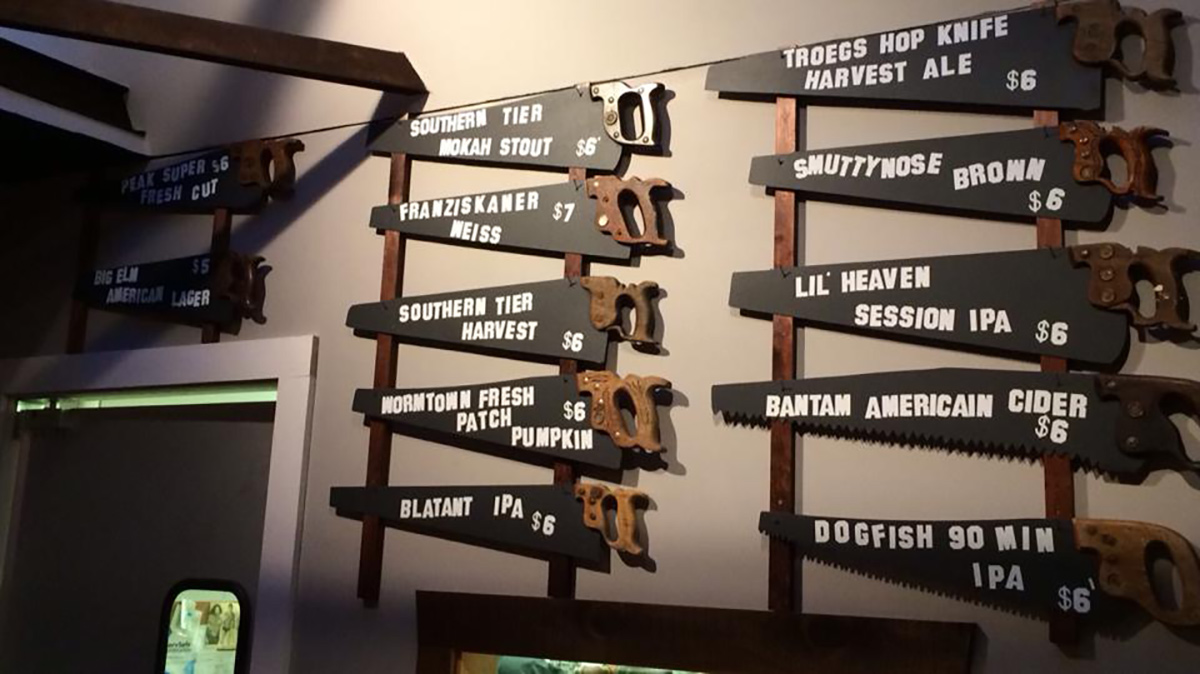 PEAK SUPER $6
FRESH CUT
BIG ELM $5
AMERICAN LAGER
SOUTHERN TIER
MOKAH STOUT $6
FRANZISKANER $7
WEISS
SOUTHERN TIER
HARVEST $6
WORMTOWN FRESH
PATCH $6
PUMPKIN
BLATANT IPA $6
TROEGS HOP KNIFE
HARVEST ALE $6
SMUTTYNOSE BROWN
$6
LIL' HEAVEN
SESSION IPA $6
BANTAM AMERICAIN CIDER
$6
DOGFISH 90 MIN
IPA $6